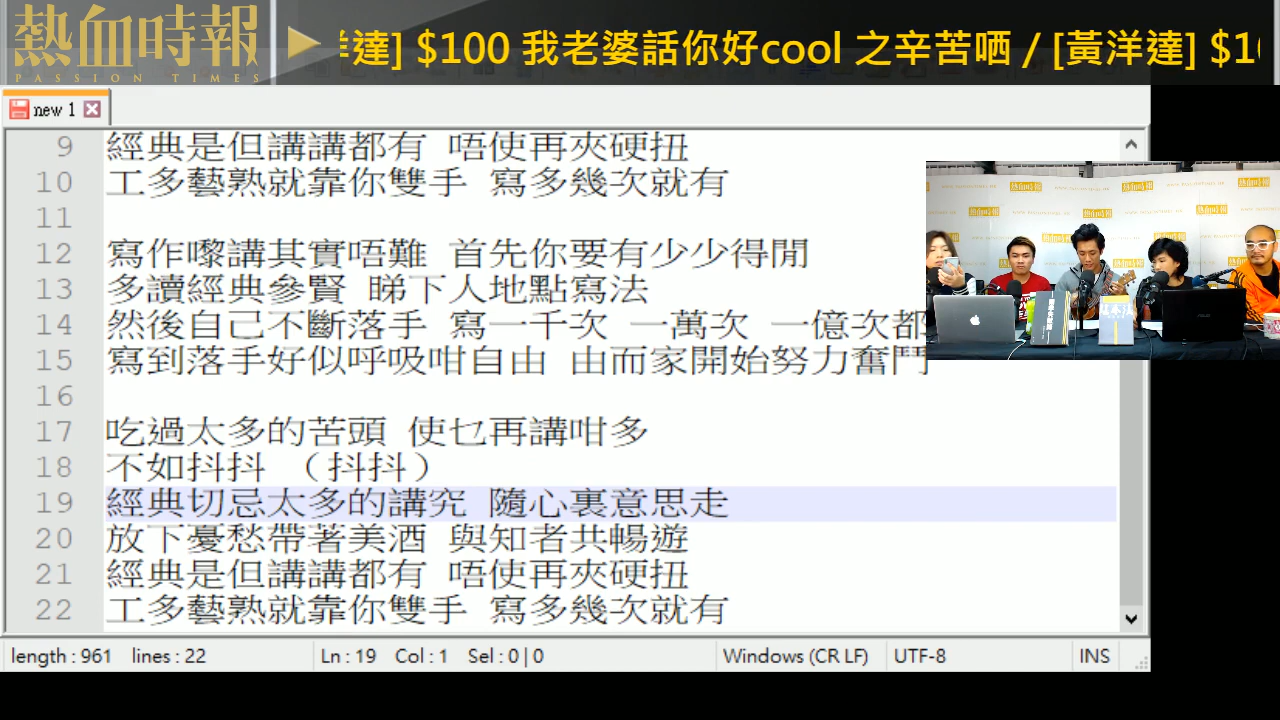 熱血時報
PASSION TIMES
達] $100 我老婆話你好cool 之辛苦哂 / [黃洋達] $1
new 1
9 經典是但講講都有 唔使再夾硬扭
10 工多藝熟就靠你雙手 寫多幾次就有
11
12 寫作嚟講其實唔難 首先你要有少少得閒
13 多讀經典參賢 睇下人地點寫法
14 然後自己不斷落手 寫一千次 一萬次 一億次都
15 寫到落手好似呼吸咁自由 由而家開始努力奮鬥
16
17 吃過太多的苦頭 使乜再講咁多
18 不如抖抖 （抖抖）
19 經典切忌太多的講究 隨心裏意思走
20 放下憂愁帶著美酒 與知者共暢遊
21 經典是但講講都有 唔使再夾硬扭
22 工多藝熟就靠你雙手 寫多幾次就有
length : 961 lines : 22 Ln : 19 Col : 1 Sel : 0 | 0 Windows (CR LF) UTF-8 INS